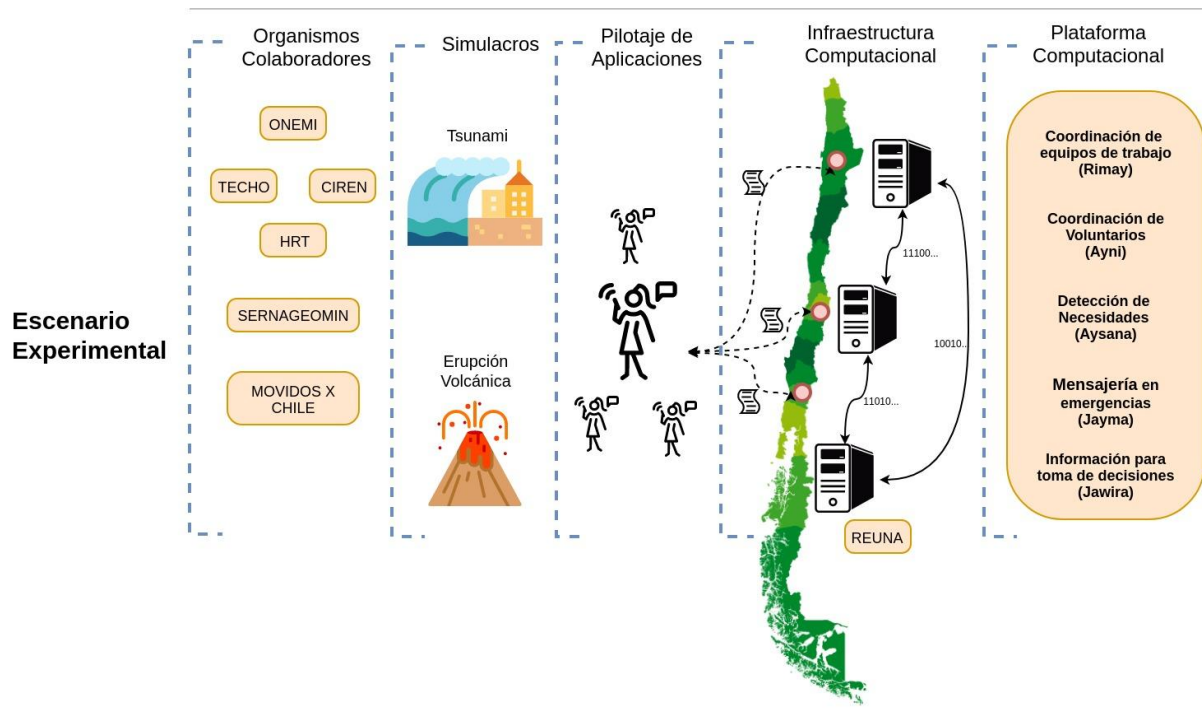 Escenario
Experimental
Organismos
Colaboradores
ONEMI
TECHO
CIREN
HRT
SERNAGEOMIN
MOVIDOS X
CHILE
Simulacros
Tsunami
Erupción
Volcánica
Pilotaje de
Aplicaciones
Infraestructura
Computacional
11100...
10010...
11010...
REUNA
Plataforma
Computacional
Coordinación de
equipos de trabajo
(Rimay)
Coordinación de
Voluntarios
(Ayni)
Detección de
Necesidades
(Aysana)
Mensajería en
emergencias
(Jayma)
Información para
toma de decisiones
(Jawira)